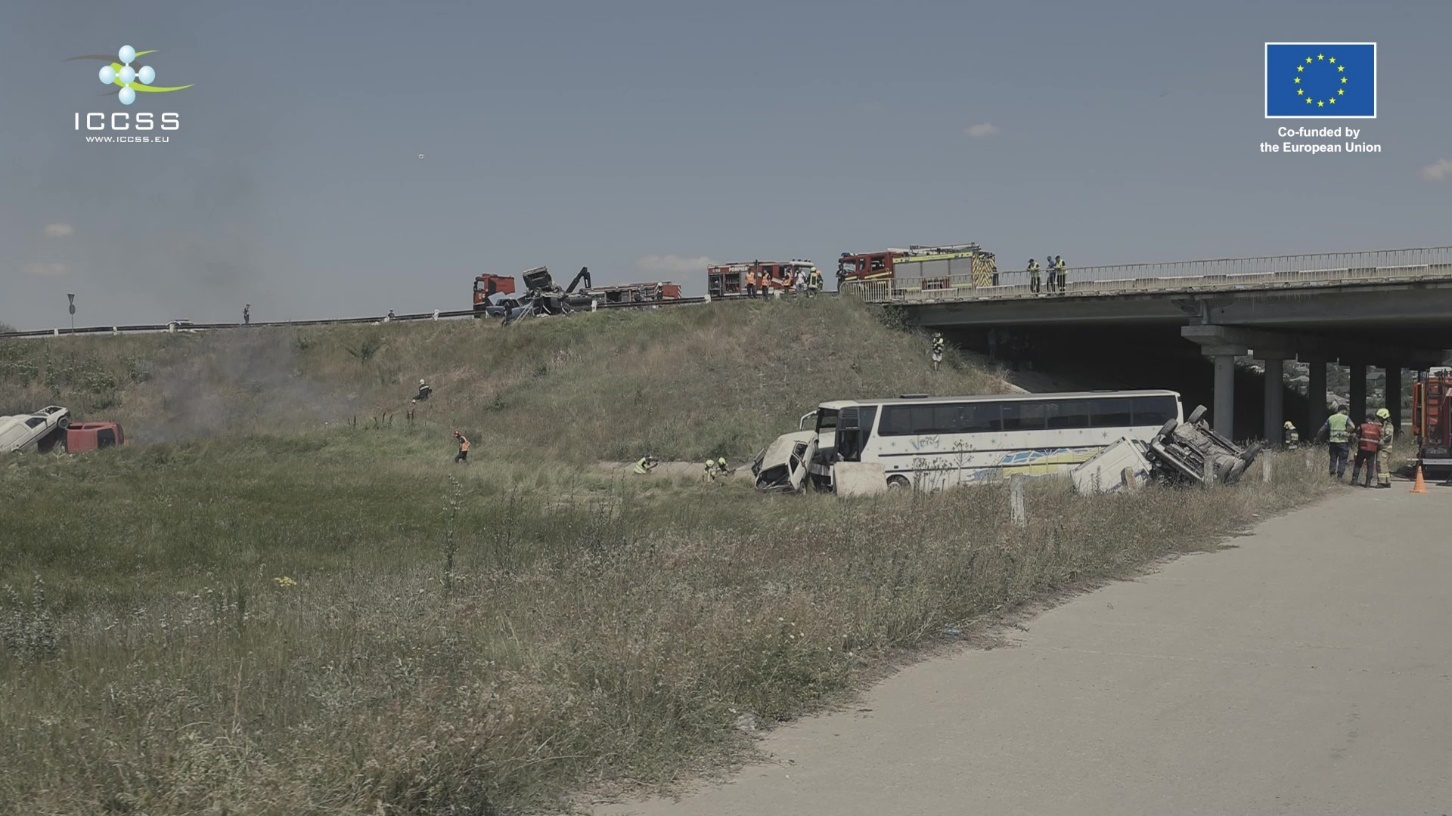 ICCSS
WWW.ICCSS.EU
Co-funded by
the European Union